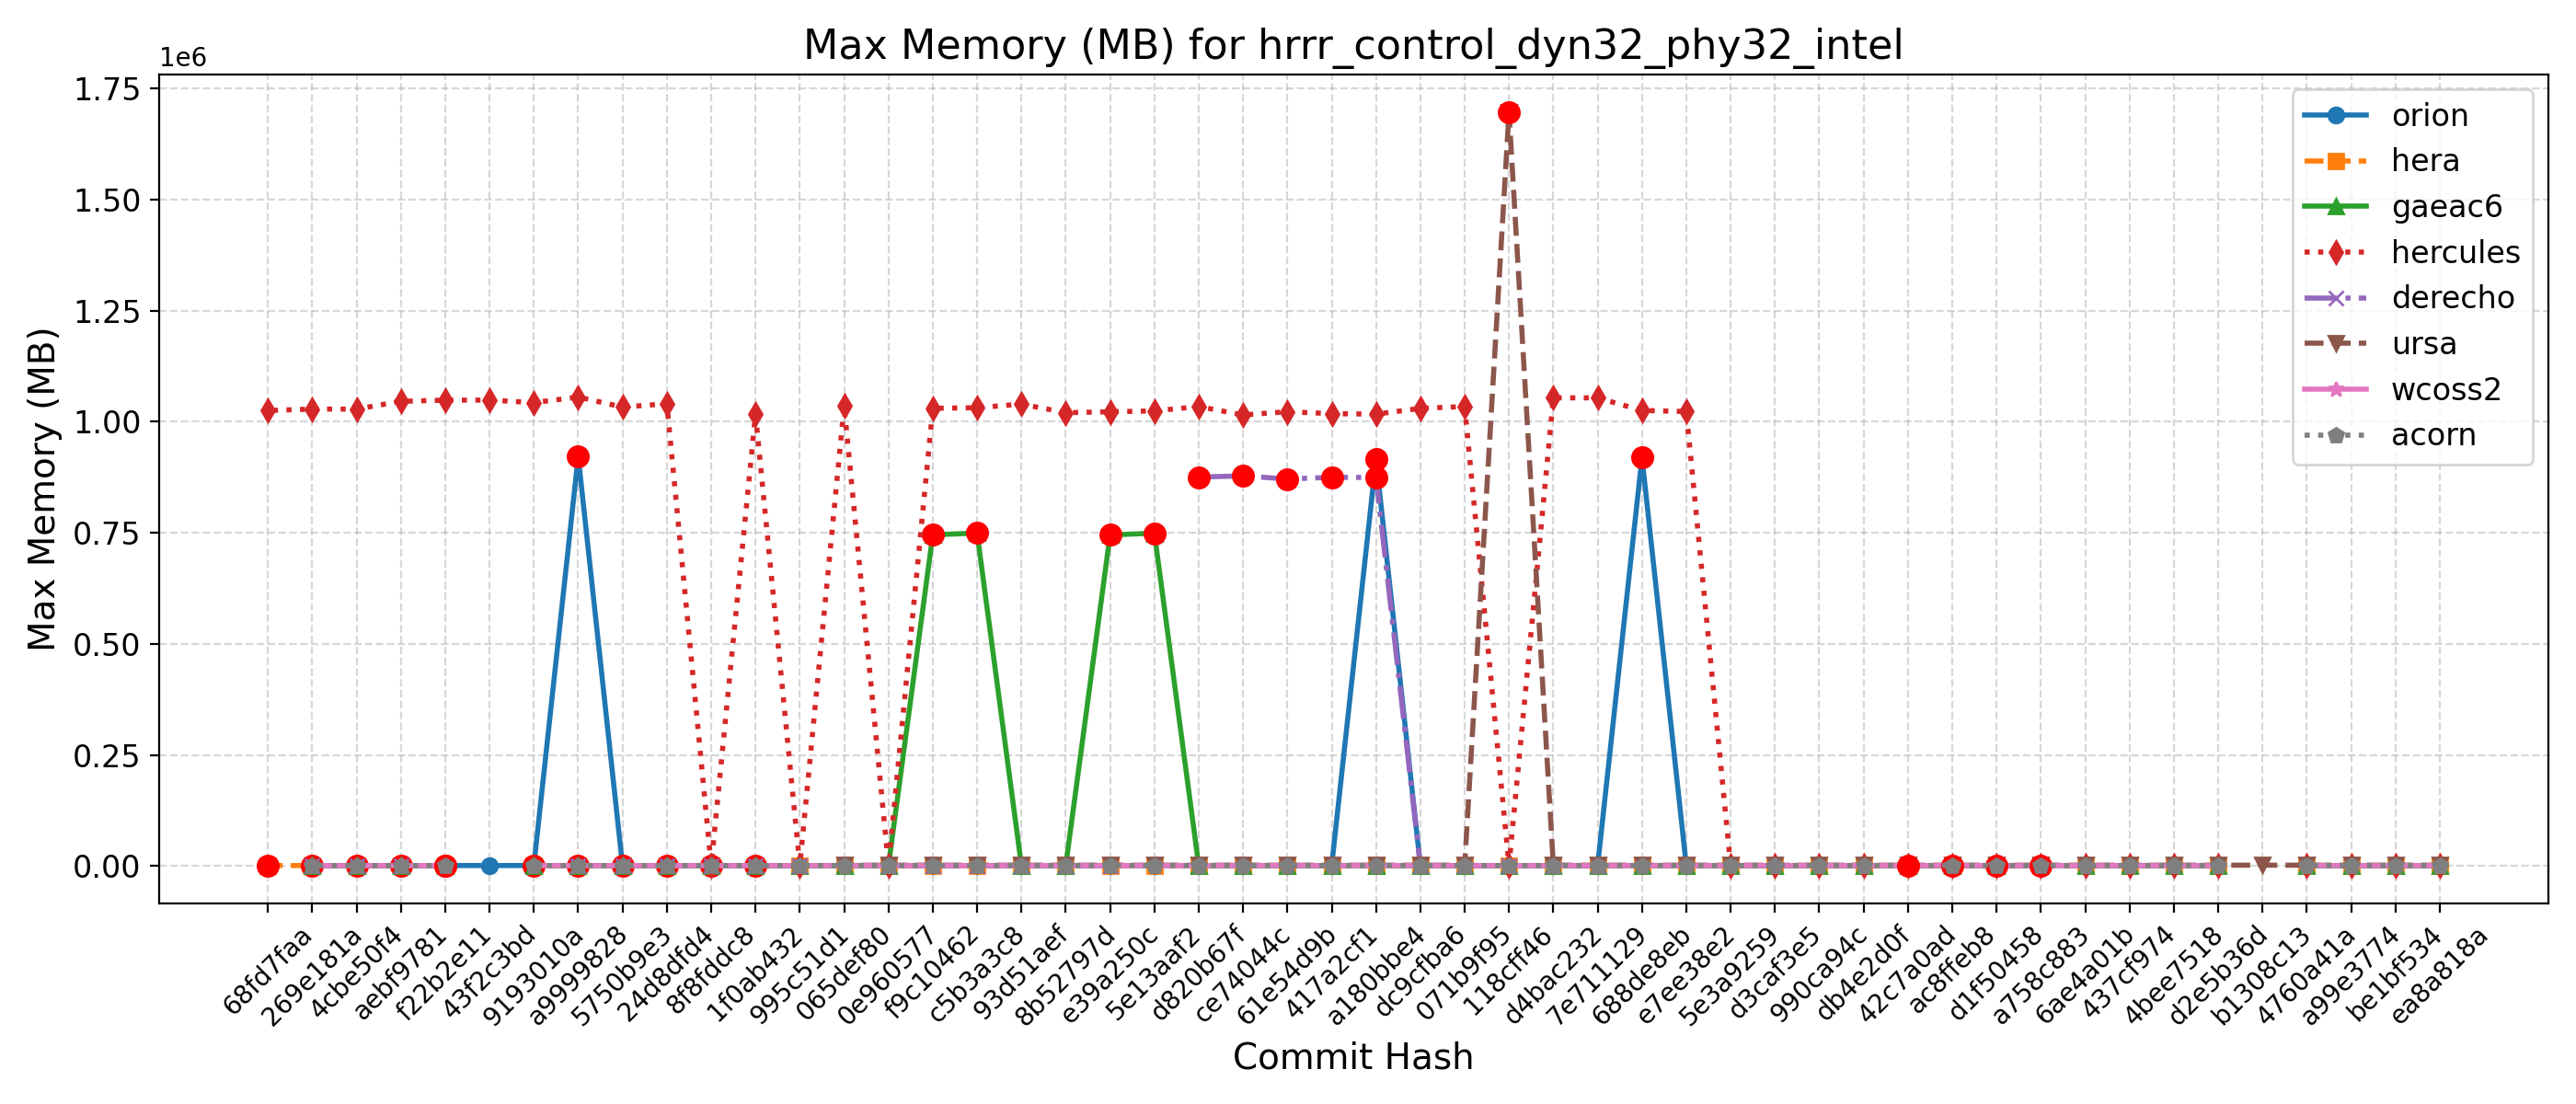 Max Memory (MB) for hrrr_control_dyn32_phy32_intel
1e6
1.75
1.50
1.25
1.00
0.75
0.50
0.25
0.00
Max Memory (MB)
orion
hera
gaeac6
hercules
derecho
ursa
wcoss2
acorn
68fd7faa
269e181a
4cbe50f4
aebf9781
f22b2e11
43f2c3bd
9193010a
a9999828
5750b9e3
24d8dfd4
8f8fddc8
1f0ab432
995c51d1
065def80
0e960577
f9c10462
c5b3a3c8
93d51aef
8b52797d
e39a250c
5e13aaf2
d820b67f
ce74044c
61e54d9b
417a2cf1
a180bbe4
dc9cfba6
071b9f95
118cff46
d4bac232
7e711129
688de8eb
e7ee38e2
5e3a9259
d3caf3e5
990ca94c
db4e2d0f
42c7a0ad
ac8ffeb8
d1f50458
a758c883
6ae4a01b
437cf974
4bee7518
d2e5b36d
b1308c13
4760a41a
a99e3774
be1bf534
ea8a818a
Commit Hash